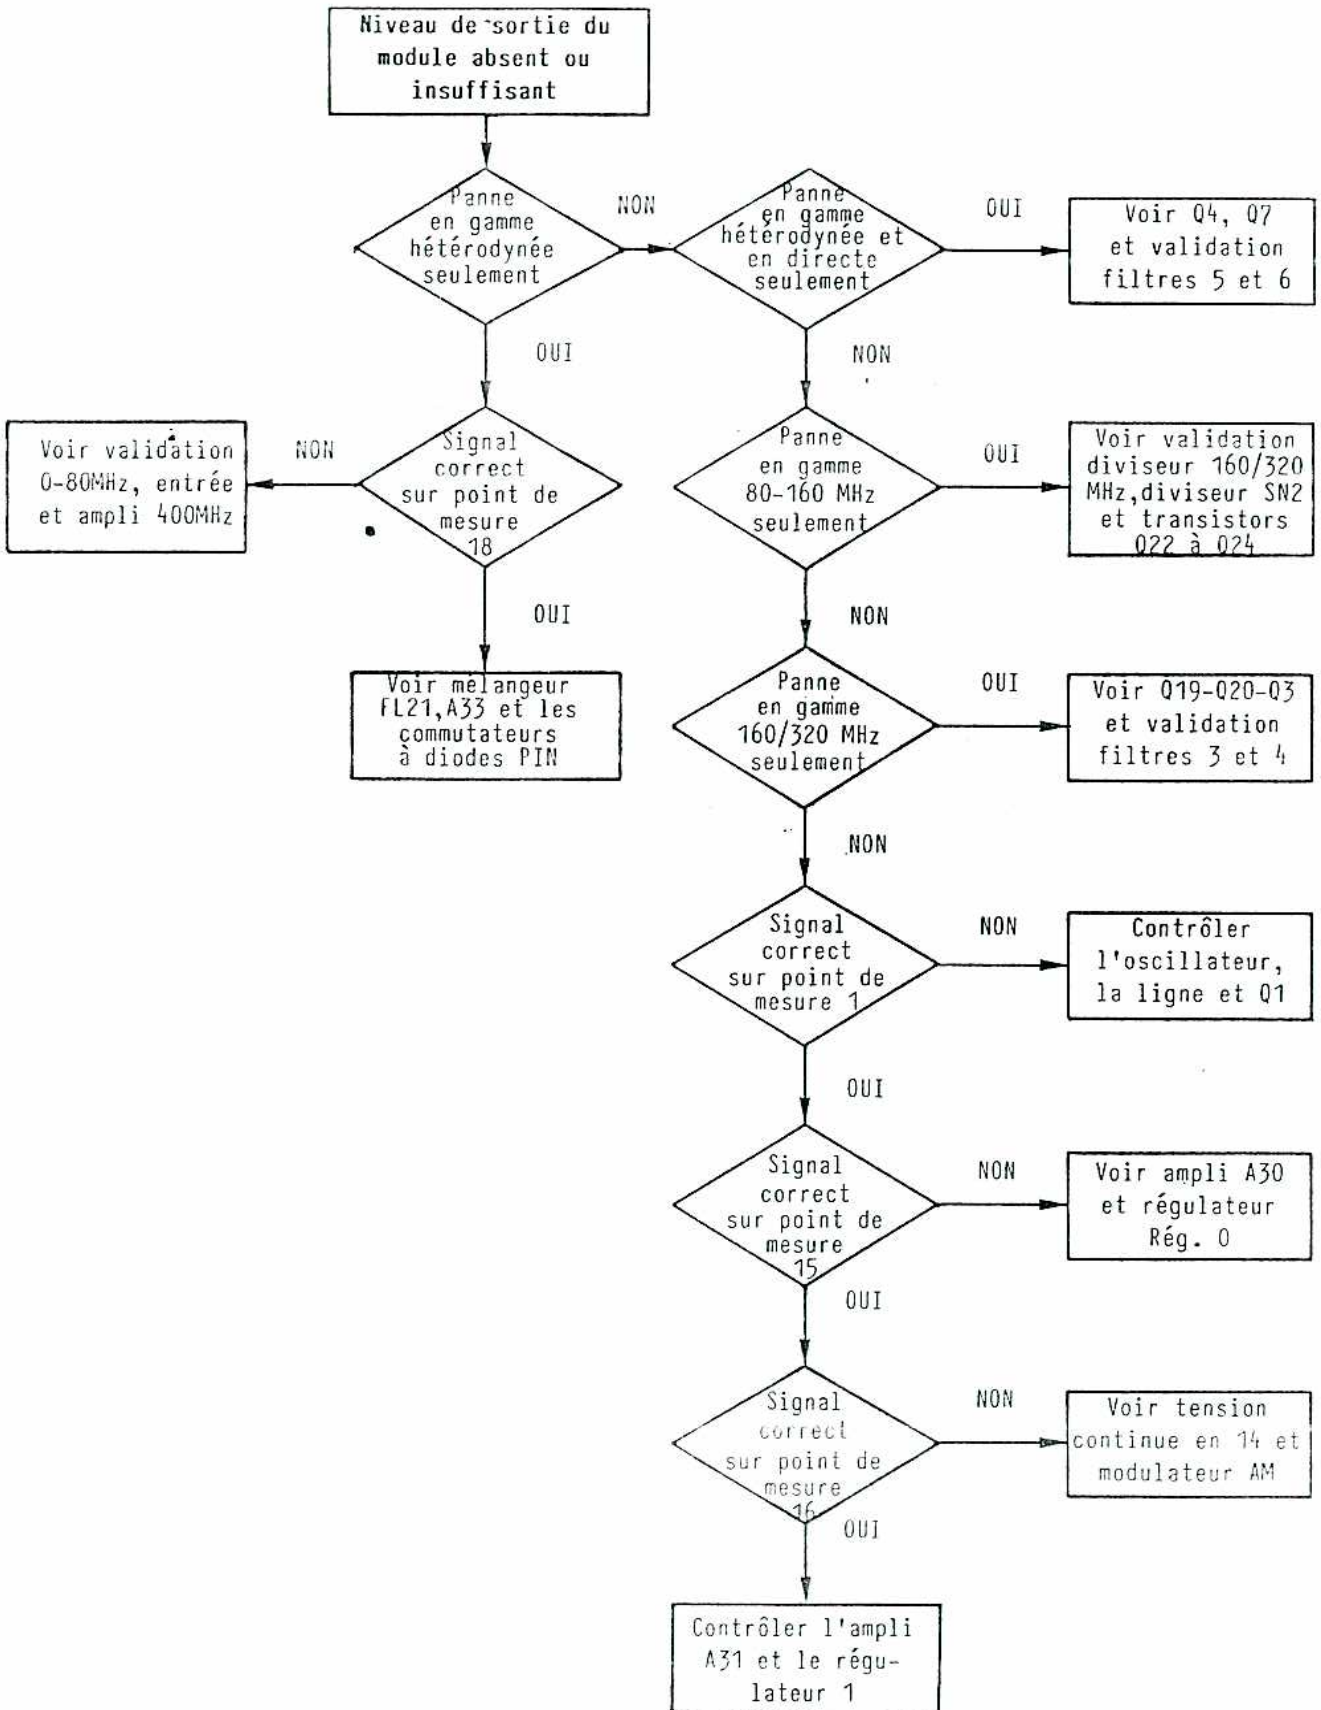 Niveau de sortie du
module absent ou
insuffisant
Panne
en gamme
hétérodynée
seulement
NON
Panne
en gamme
hétérodynée et
en directe
seulement
OUI
Voir Q4, Q7
et validation
filtres 5 et 6
OUI
NON
Voir validation
0-80MHz, entrée
et ampli 400MHz
NON
Signal
correct
sur point de
mesure
18
Panne
en gamme
80-160 MHz
seulement
OUI
Voir validation
diviseur 160/320
MHz,diviseur SN2
et transistors
Q22 à Q24
OUI
NON
Voir mélangeur
FL21,A33 et les
commutateurs
à diodes PIN
Panne
en gamme
160/320 MHz
seulement
OUI
Voir Q19-Q20-Q3
et validation
filtres 3 et 4
NON
Signal
correct
sur point de
mesure 1
NON
Contrôler
l'oscillateur,
la ligne et Q1
OUI
Signal
correct
sur point de
mesure
15
NON
Voir ampli A30
et régulateur
Rég. 0
OUI
Signal
correct
sur point de
mesure
16
NON
Voir tension
continue en 14 et
modulateur AM
OUI
Contrôler l'ampli
A31 et le régu-
lateur 1